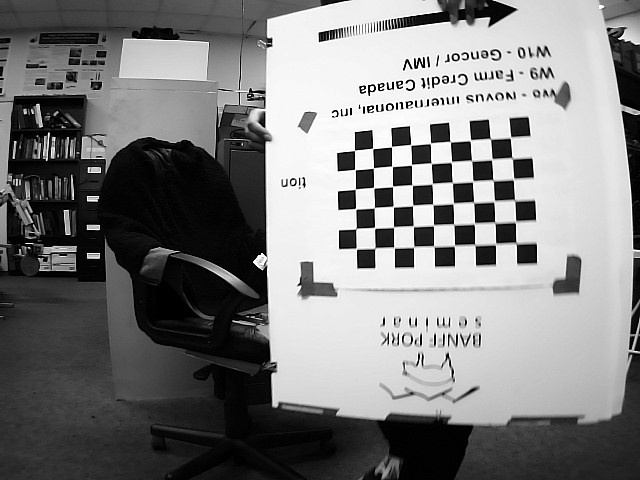 BANFF PORK
seminar
tion
W8 - Novus International, Inc
W9 - Farm Credit Canada
W10 - Gencor / IMV